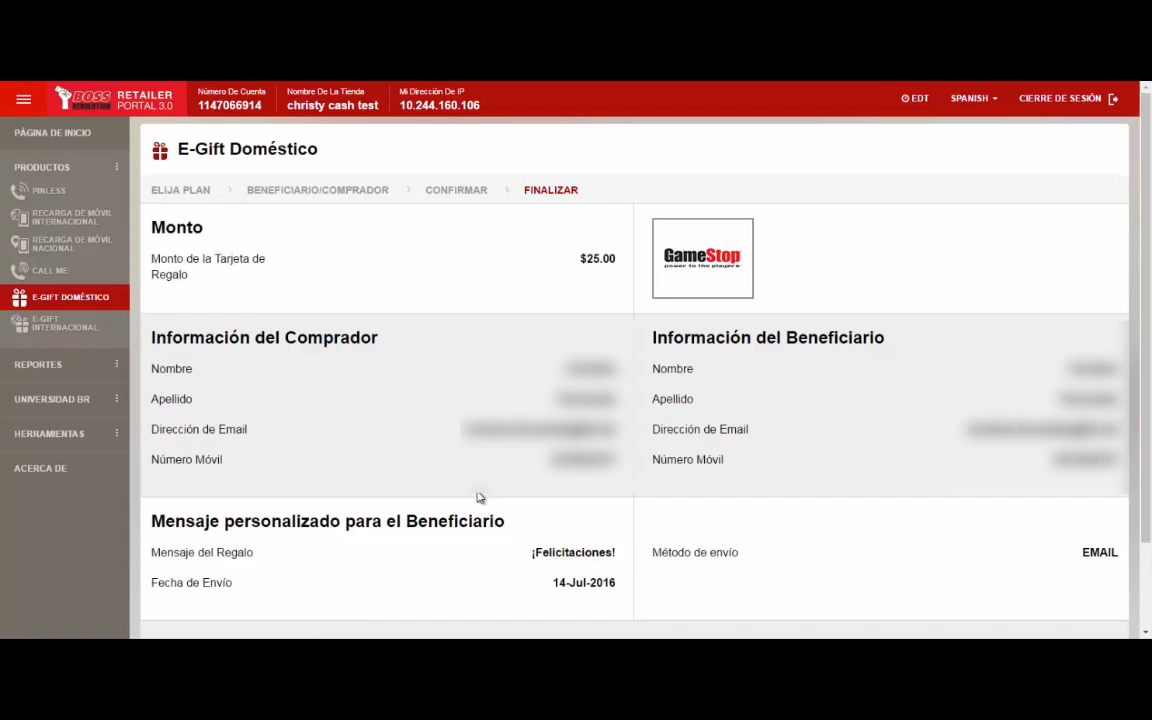 BOSS REVOLUTION RETAILER PORTAL 3.0
Número De Cuenta
1147066914
Nombre De La Tienda
christy cash test
Mi Dirección De IP
10.244.160.106
EDT
SPANISH
CIERRE DE SESIÓN
PÁGINA DE INICIO
PRODUCTOS
PINLESS
RECARGA DE MÓVIL
INTERNACIONAL
RECARGA DE MÓVIL
NACIONAL
CALL ME
E-GIFT DOMÉSTICO
E-GIFT
INTERNACIONAL
REPORTES
UNIVERSIDAD BR
HERRAMIENTAS
ACERCA DE
E-Gift Doméstico
ELIJA PLAN
BENEFICIARIO/COMPRADOR
CONFIRMAR
FINALIZAR
Monto
Monto de la Tarjeta de
Regalo
$25.00
GameStop
power to the players
Información del Comprador
Nombre
Apellido
Dirección de Email
Número Móvil
Información del Beneficiario
Nombre
Apellido
Dirección de Email
Número Móvil
Mensaje personalizado para el Beneficiario
Mensaje del Regalo ¡Felicitaciones!
Fecha de Envío 14-Jul-2016
Método de envío EMAIL